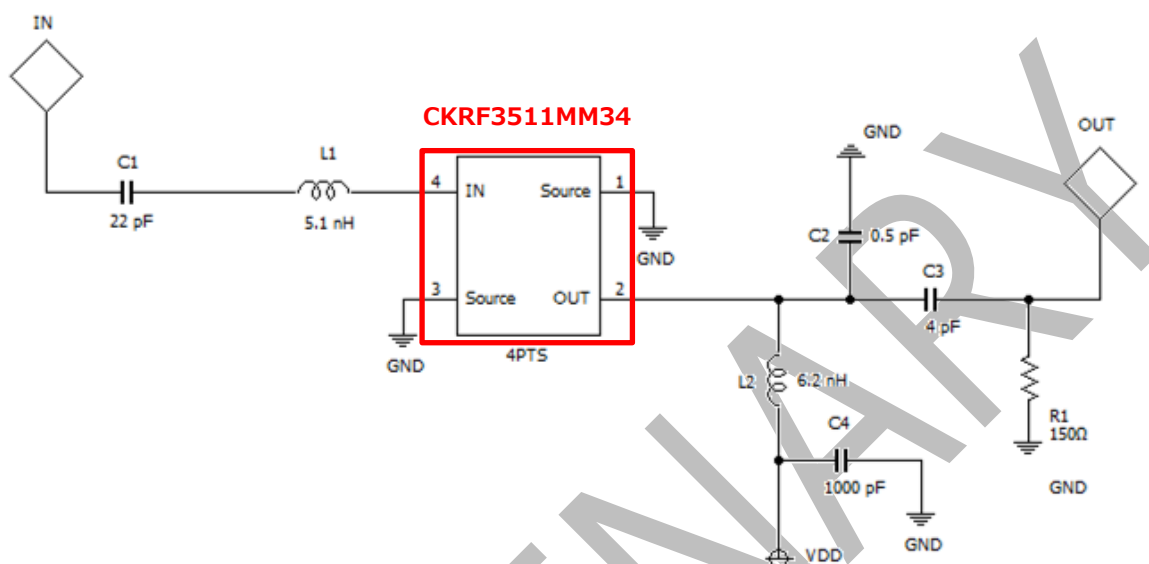 IN
CKRF3511MM34
GND
OUT
C1
22 pF
L1
5.1 nH
4
IN
Source
1
GND
3
Source
OUT
2
GND
4PTS
C2
0.5 pF
C3
4 pF
L2
6.2 nH
C4
1000 pF
R1
150Ω
GND
GND
VDD
NARY